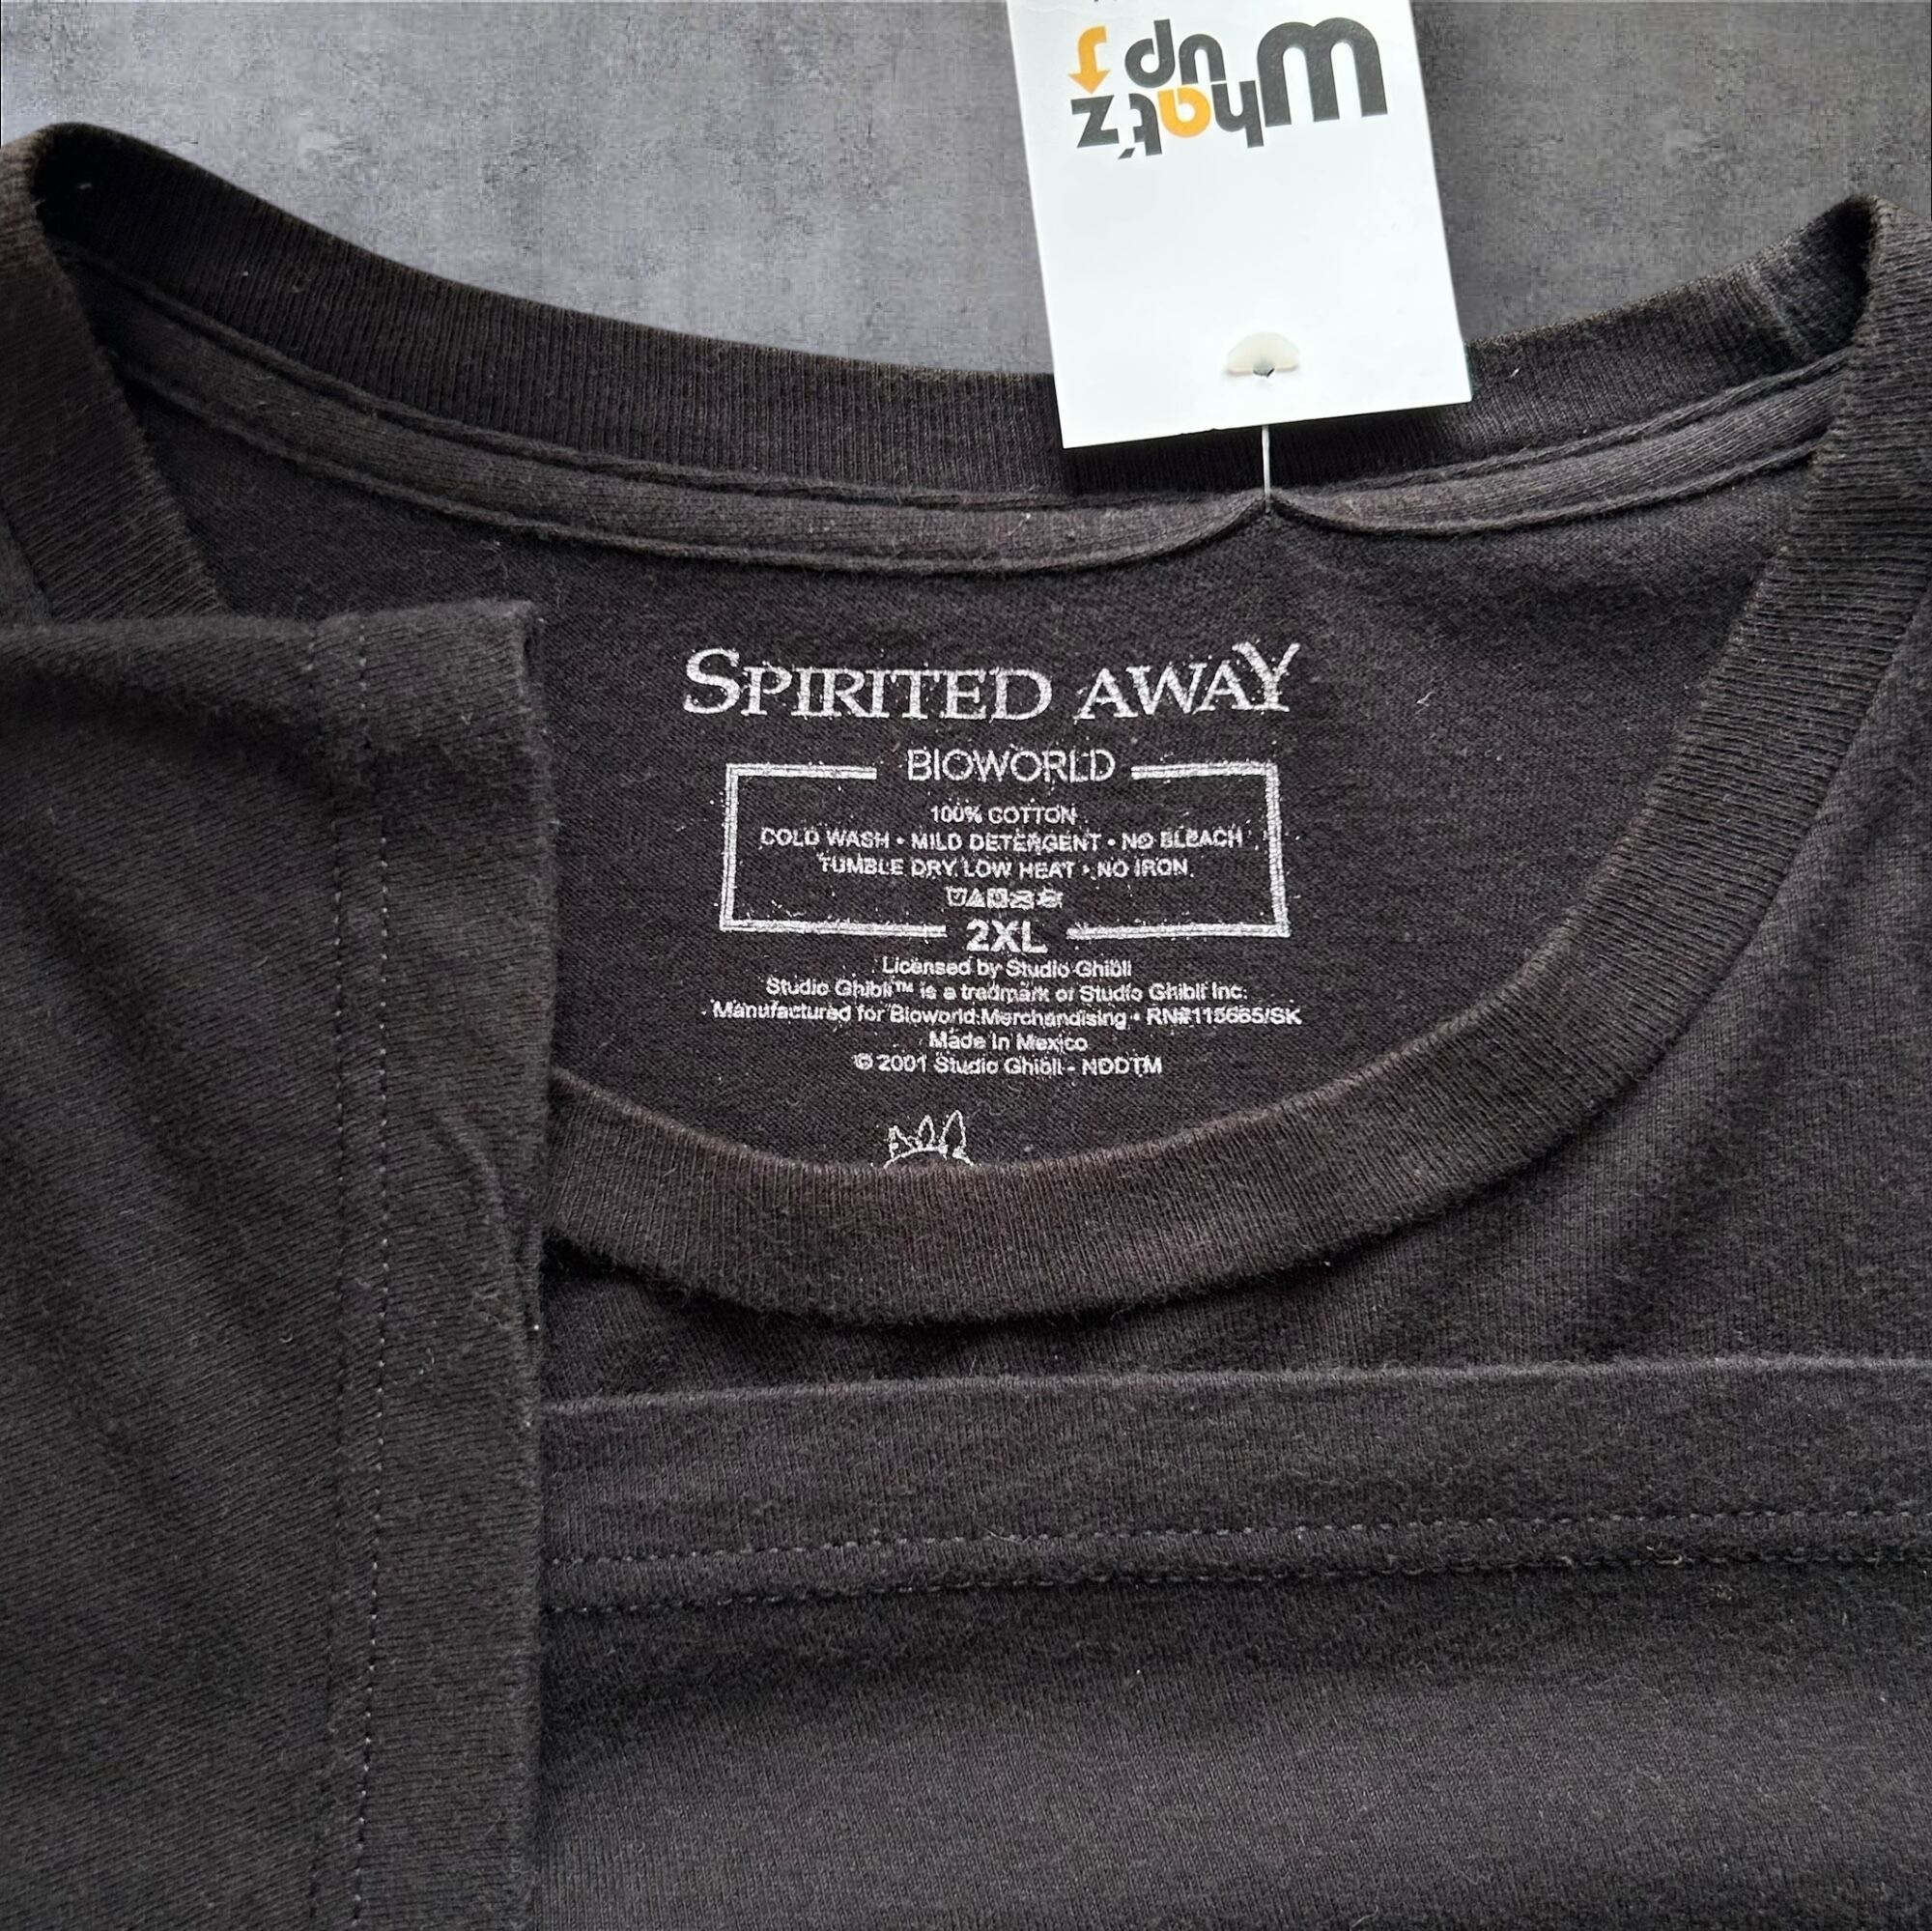 What'z
up
SPIRITED AWAY
BIOWORLD
100% COTTON
COLD WASH • MILD DETERGENT • NO BLEACH
TUMBLE DRY, LOW HEAT • NO IRON.
2XL
Licensed by Studio Ghibli
Studio Ghibli™ is a tradmark of Studio Ghibli Inc.
Manufactured for Bioworld Merchandising • RN#115665/SK
Made In Mexico
© 2001 Studio Ghibli - NDDTM